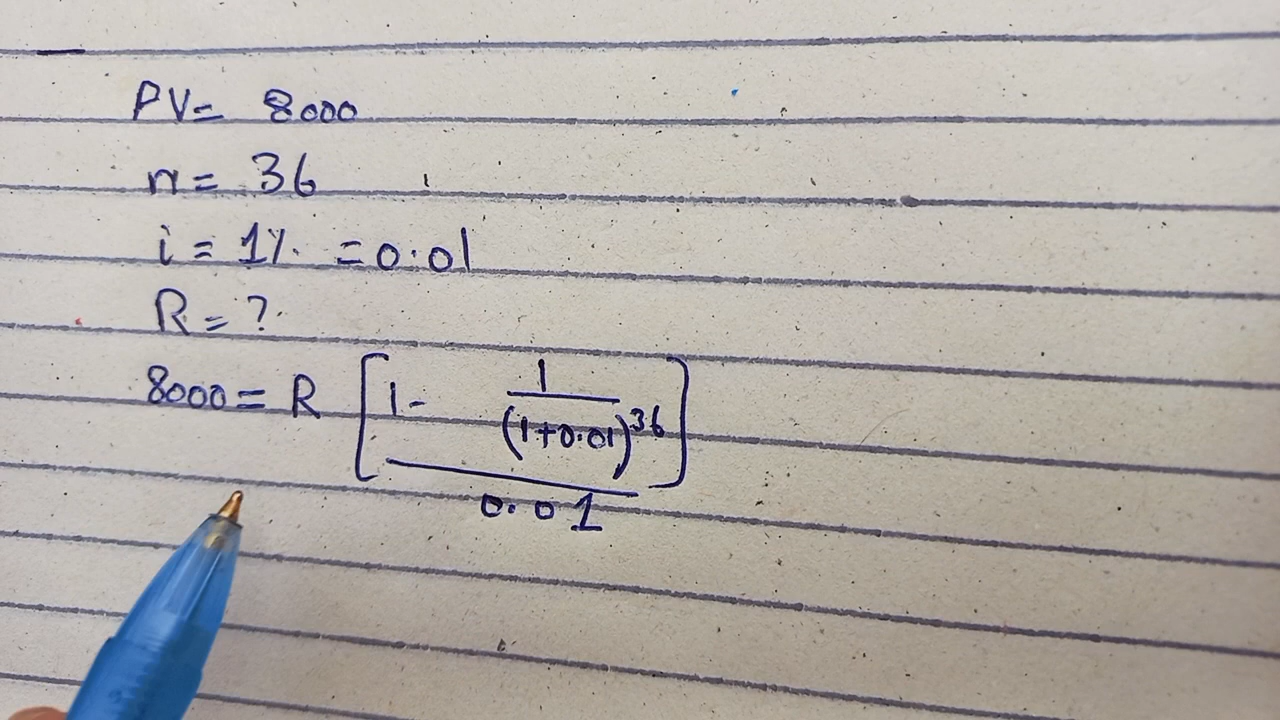 PV= 8000
n = 36
i = 1% = 0.01
R = ?
8000 = R [ 1 - 1/(1+0.01)^36 ] / 0.01